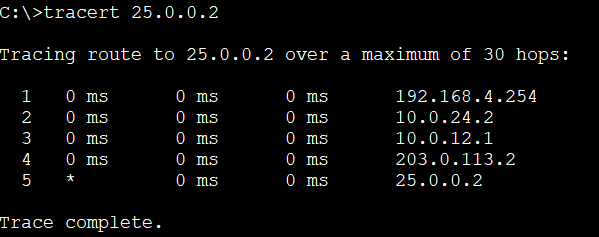 C:\>tracert 25.0.0.2
Tracing route to 25.0.0.2 over a maximum of 30 hops:
1 0 ms 0 ms 0 ms 192.168.4.254
2 0 ms 0 ms 0 ms 10.0.24.2
3 0 ms 0 ms 0 ms 10.0.12.1
4 0 ms 0 ms 0 ms 203.0.113.2
5 * 0 ms 0 ms 25.0.0.2
Trace complete.